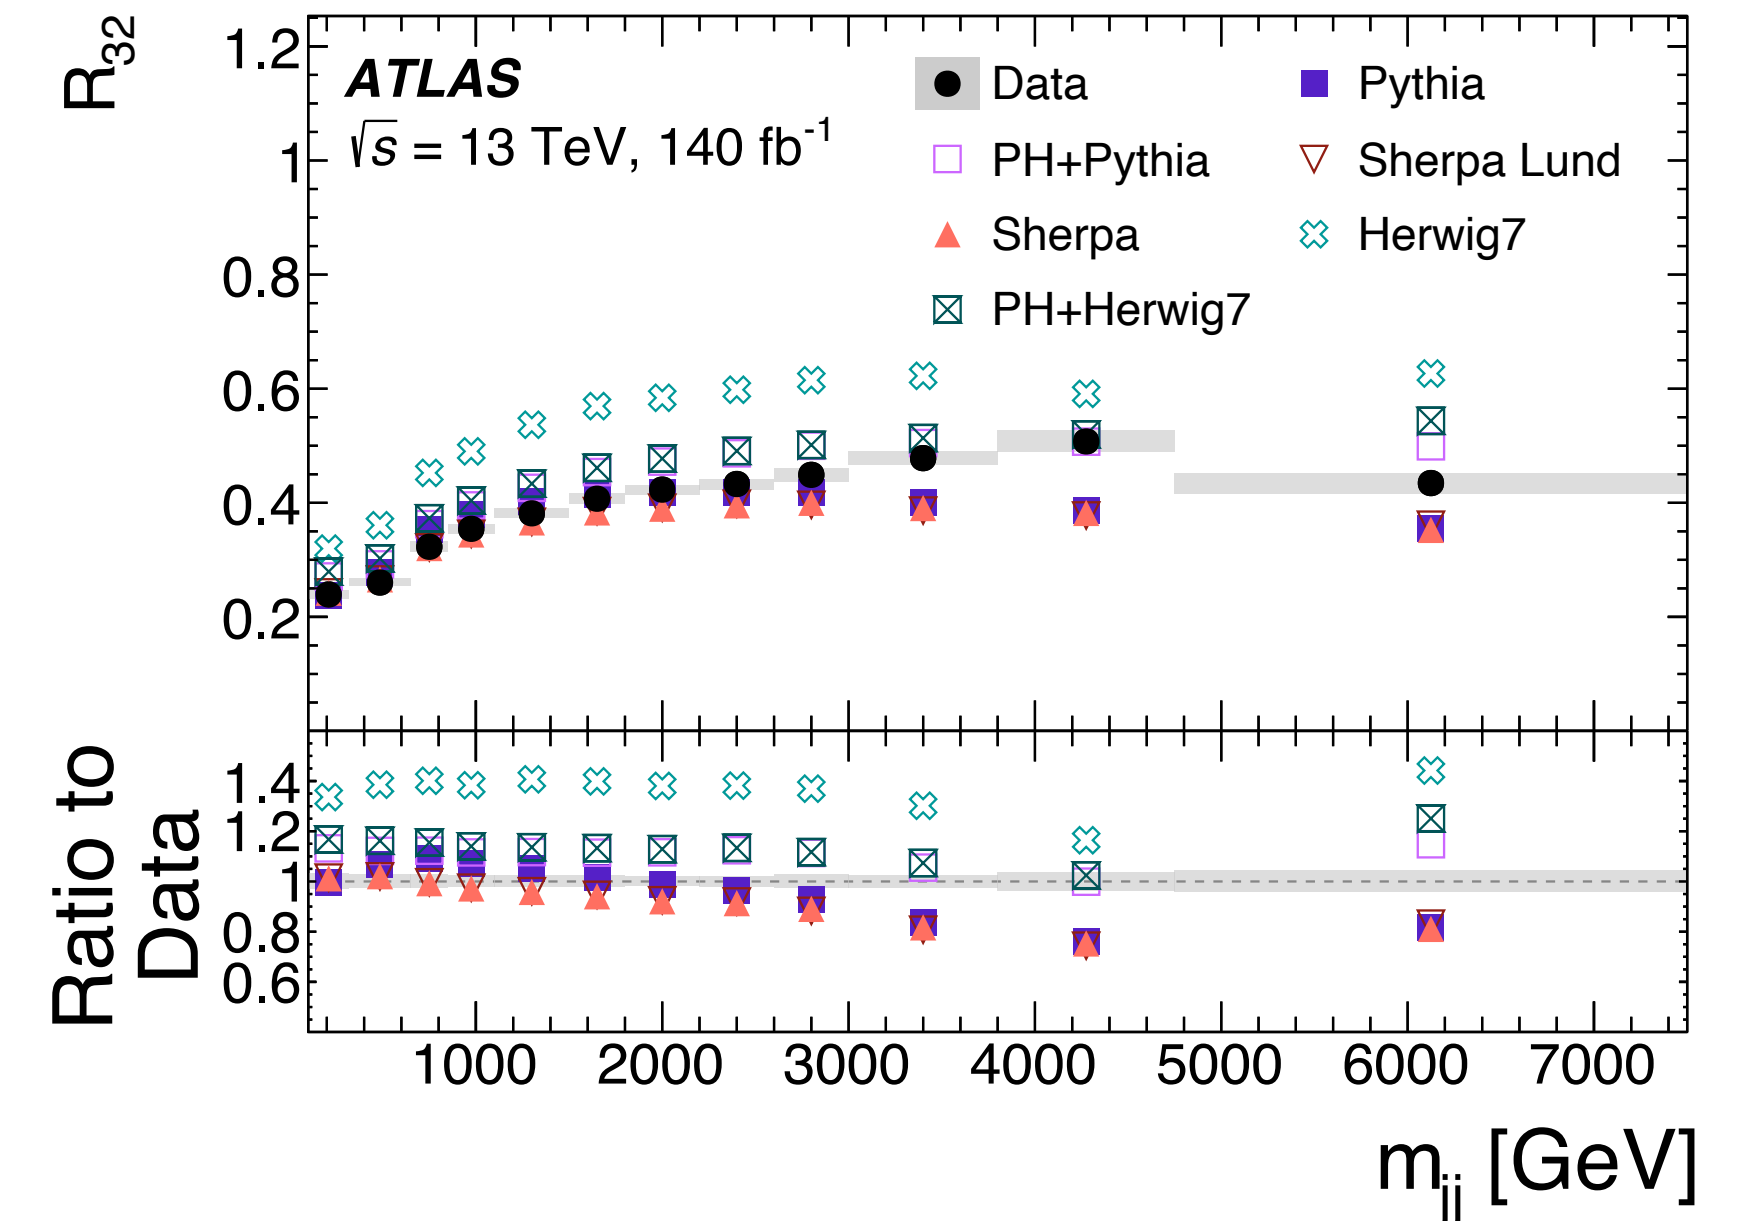 R32
1.2
1
0.8
0.6
0.4
0.2
ATLAS
√s = 13 TeV, 140 fb-1
Data
Pythia
PH+Pythia
Sherpa Lund
Sherpa
Herwig7
PH+Herwig7
Ratio to
Data
1.4
1.2
1
0.8
0.6
1000 2000 3000 4000 5000 6000 7000
mjj [GeV]